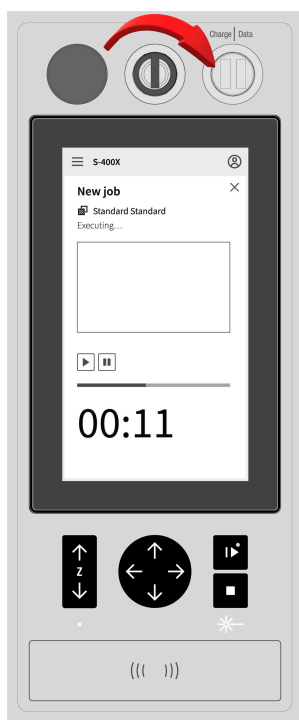 Charge | Data
S-400X
New job
Standard Standard
Executing...
00:11
Z